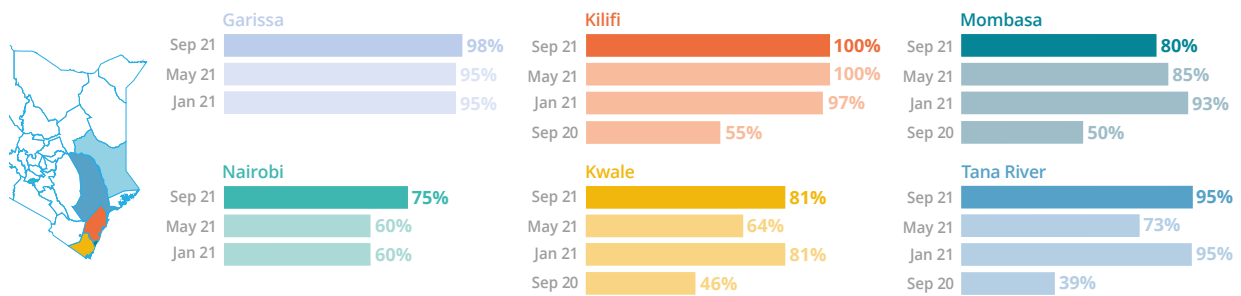 Garissa
Sep 21 98%
May 21 95%
Jan 21 95%
Kilifi
Sep 21 100%
May 21 100%
Jan 21 97%
Sep 20 55%
Mombasa
Sep 21 80%
May 21 85%
Jan 21 93%
Sep 20 50%
Nairobi
Sep 21 75%
May 21 60%
Jan 21 60%
Kwale
Sep 21 81%
May 21 64%
Jan 21 81%
Sep 20 46%
Tana River
Sep 21 95%
May 21 73%
Jan 21 95%
Sep 20 39%